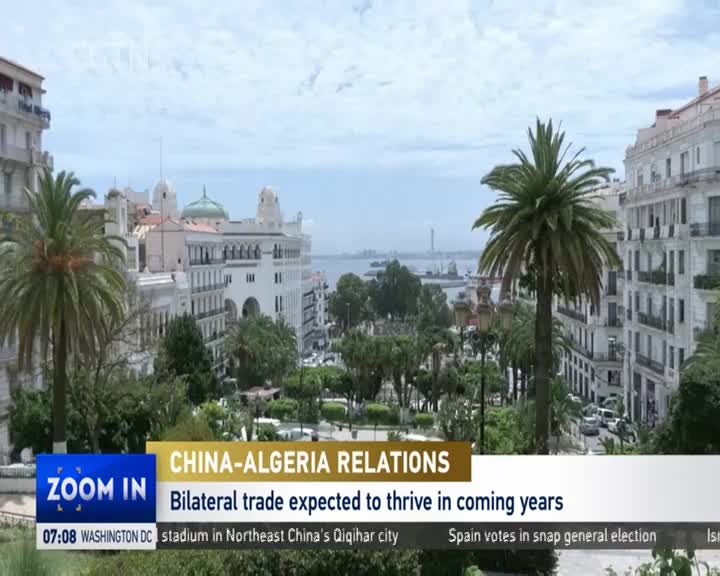 CHINA-ALGERIA RELATIONS
ZOOM IN
Bilateral trade expected to thrive in coming years
07:08 WASHINGTON DC
l stadium in Northeast China's Qiqihar city Spain votes in snap general election Isr